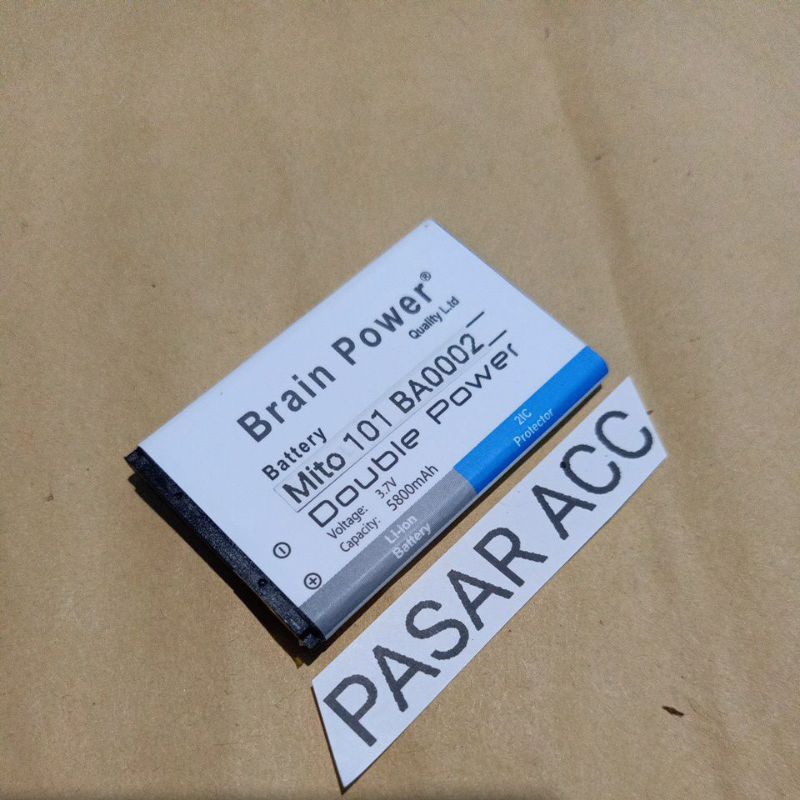 Brain Power®
Quality L.td
Battery
Mito 101 BA0002
Double Power
Voltage: 3.7V
Capacity: 5800mAh
Li-ion
Battery
2IC
Protector
PASAR ACC